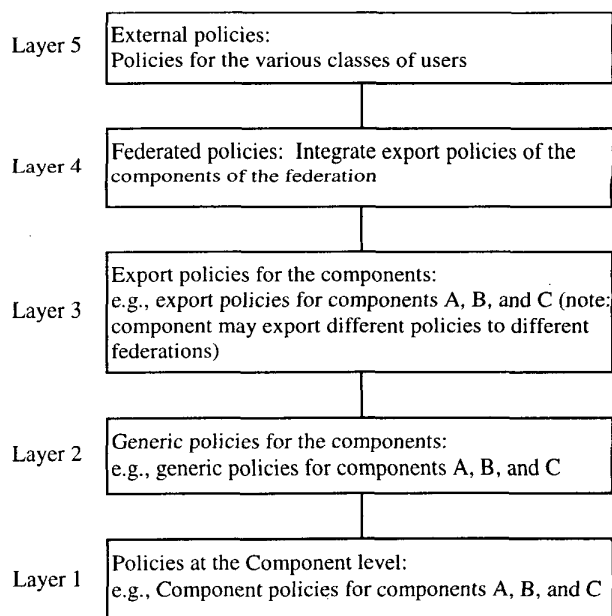 Layer 5
External policies:
Policies for the various classes of users
Layer 4
Federated policies: Integrate export policies of the
components of the federation
Layer 3
Export policies for the components:
e.g., export policies for components A, B, and C (note:
component may export different policies to different
federations)
Layer 2
Generic policies for the components:
e.g., generic policies for components A, B, and C
Layer 1
Policies at the Component level:
e.g., Component policies for components A, B, and C